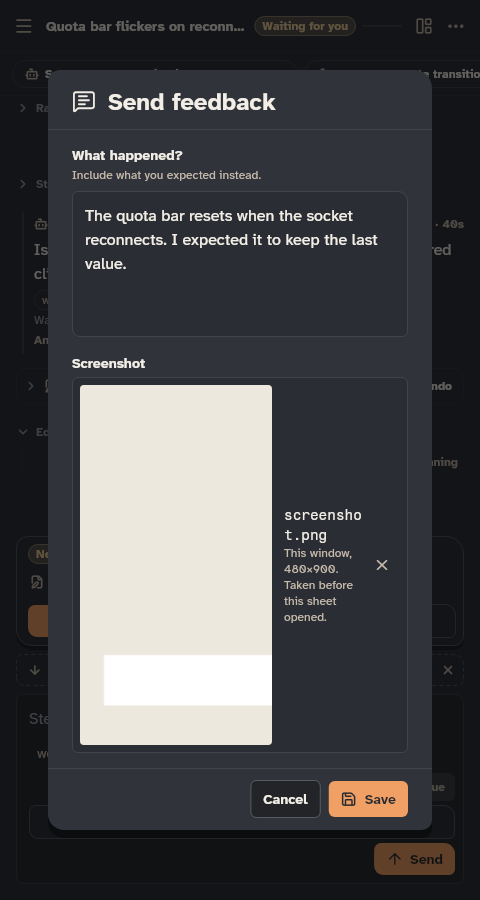 Quota bar flickers on reconn...
Waiting for you
Send feedback
What happened?
Include what you expected instead.
The quota bar resets when the socket
reconnects. I expected it to keep the last
value.
Screenshot
screensho
t.png
This window,
480×900.
Taken before
this sheet
opened.
Cancel
Save
Send